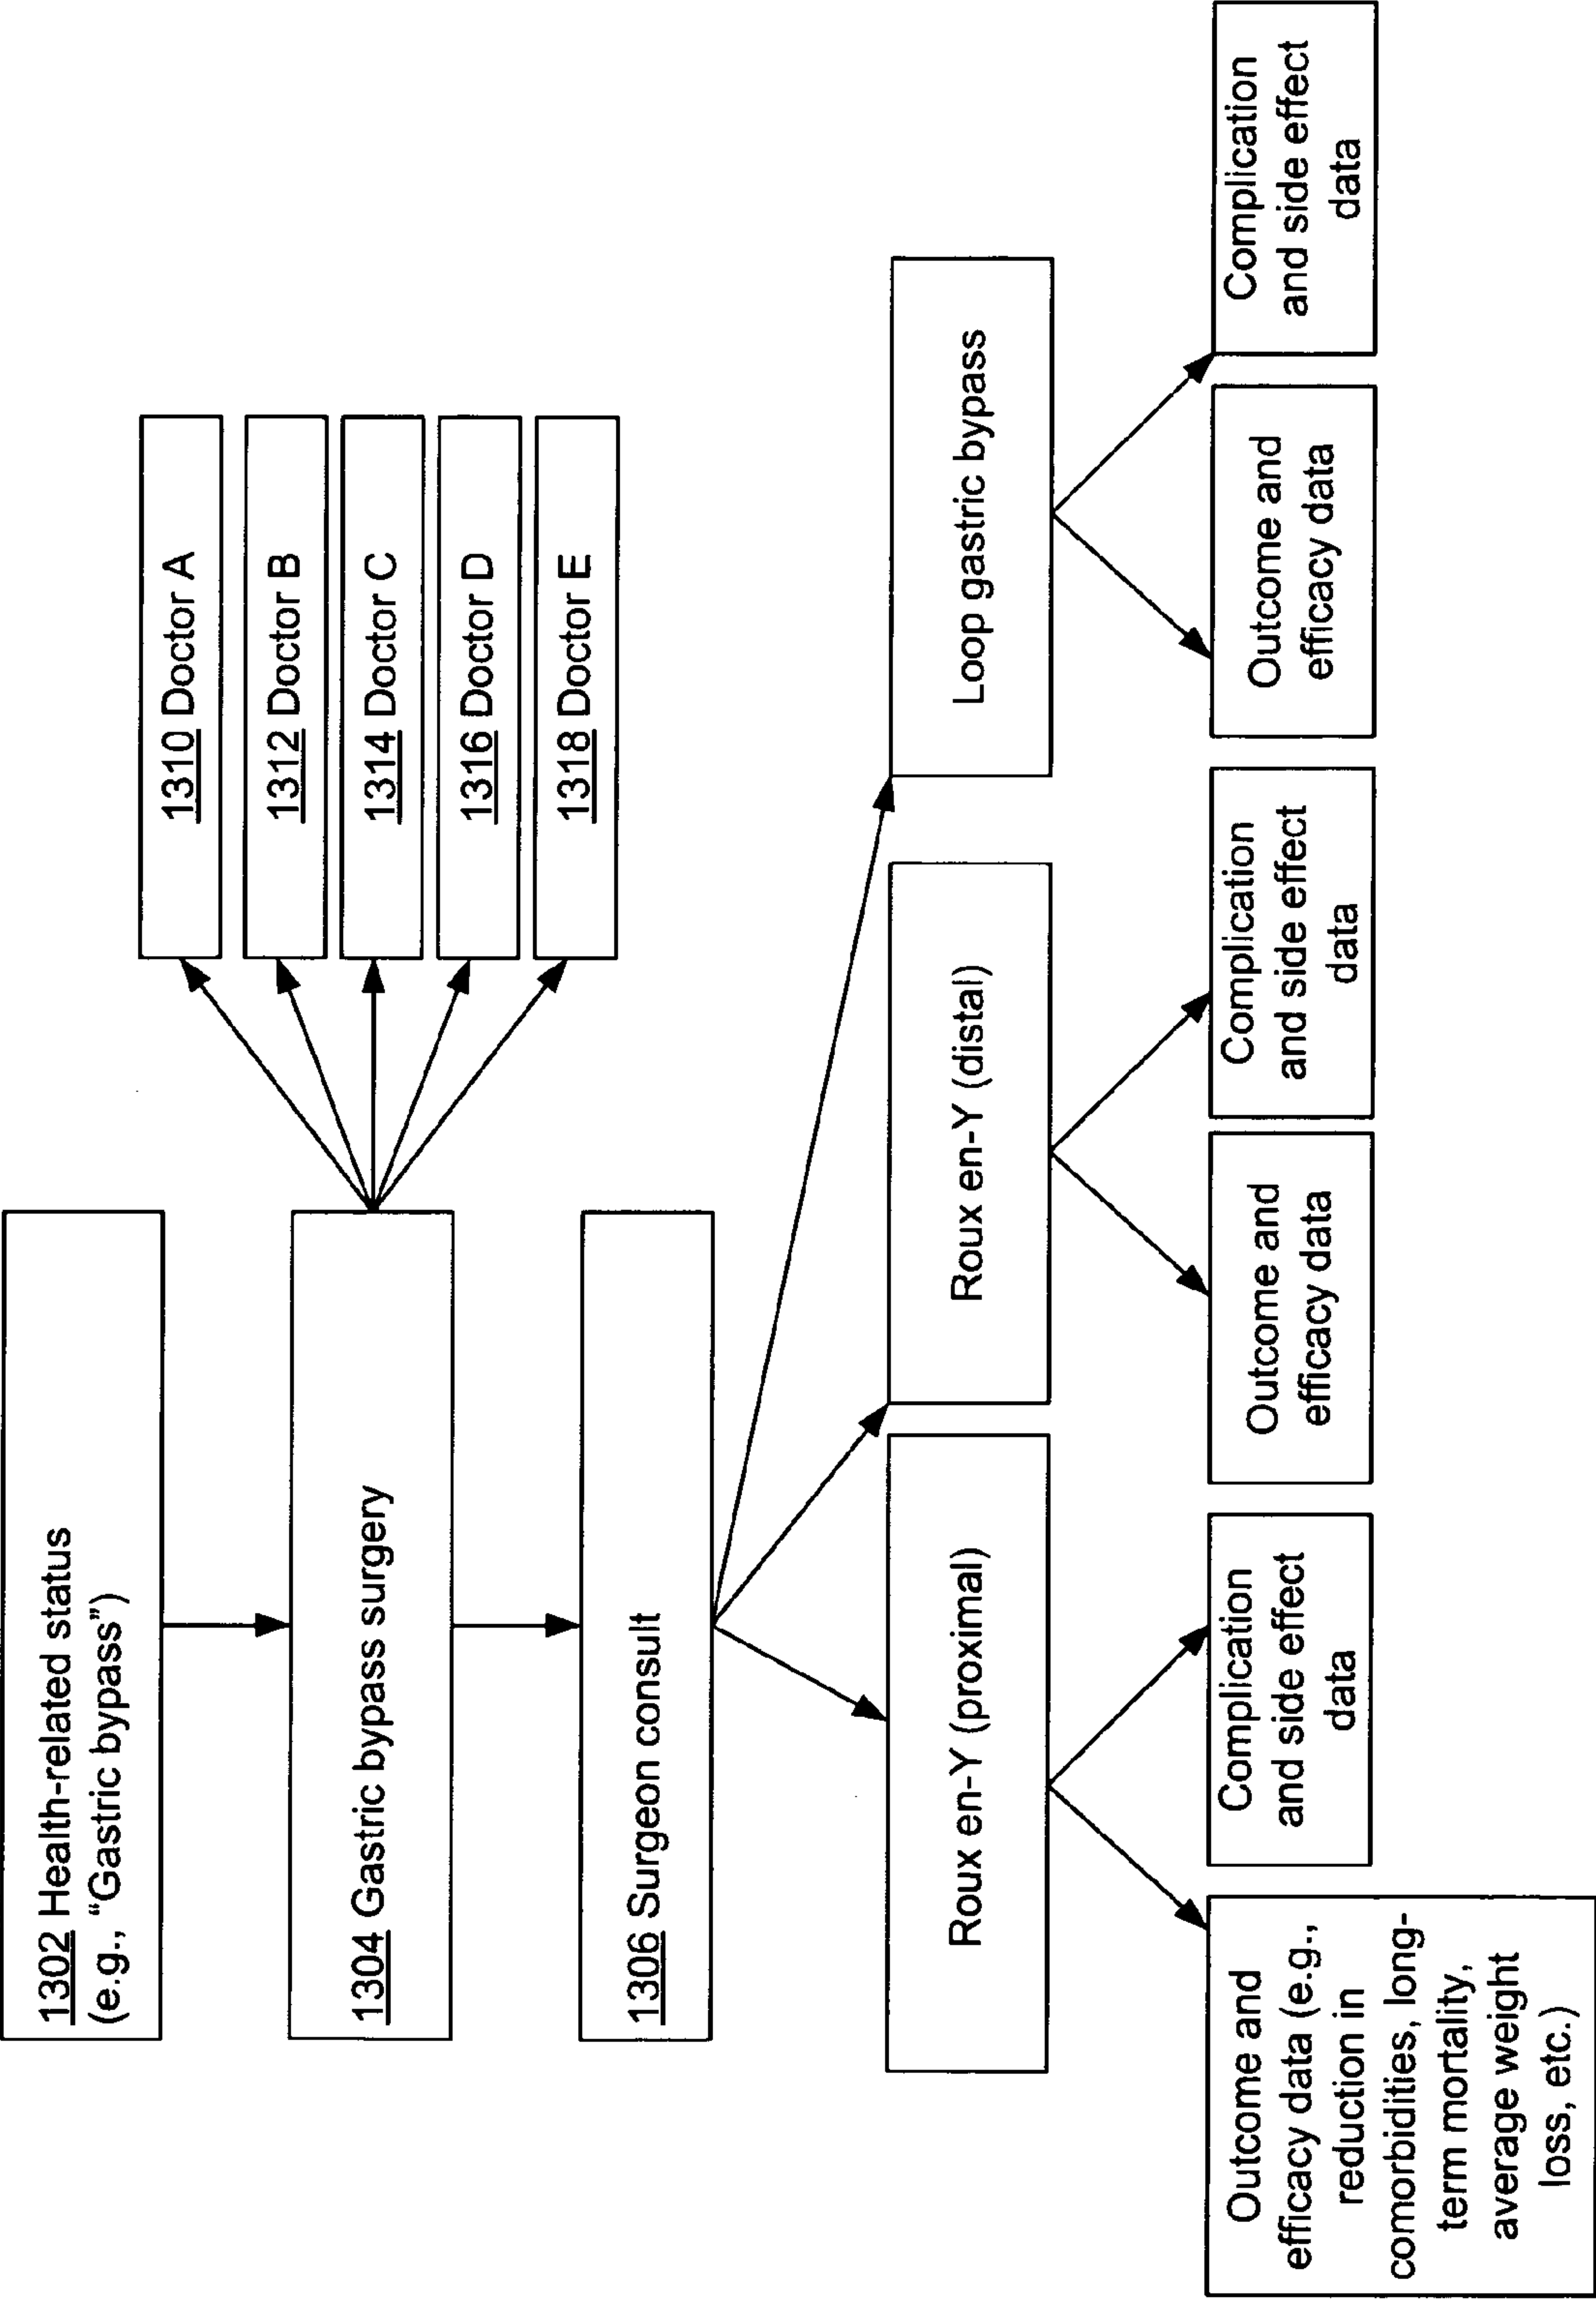 1302 Health-related status
(e.g., “Gastric bypass”)
1304 Gastric bypass surgery
1310 Doctor A
1312 Doctor B
1314 Doctor C
1316 Doctor D
1318 Doctor E
1306 Surgeon consult
Roux en-Y (proximal)
Roux en-Y (distal)
Loop gastric bypass
Outcome and
efficacy data (e.g.,
reduction in
comorbidities, long-
term mortality,
average weight
loss, etc.)
Complication
and side effect
data
Outcome and
efficacy data
Complication
and side effect
data
Outcome and
efficacy data
Complication
and side effect
data